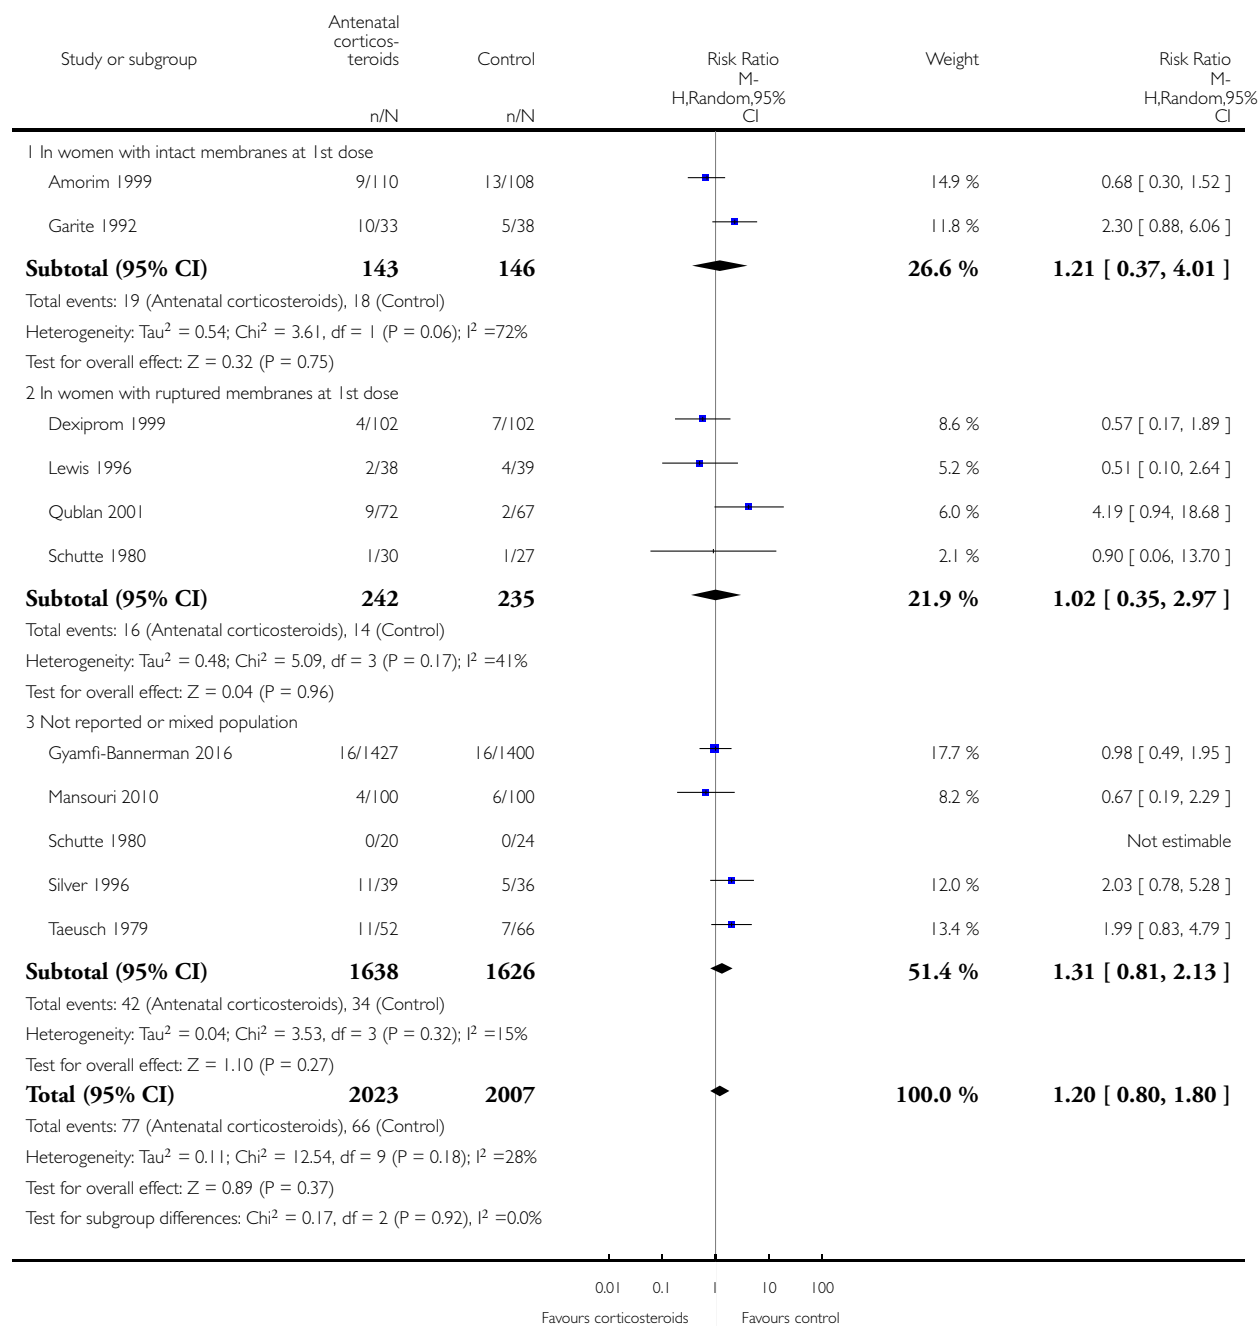 Antenatal
corticos-
Study or subgroup teroids Control Risk Ratio Weight Risk Ratio
M- M-
H,Random,95% H,Random,95%
n/N n/N CI CI
1 In women with intact membranes at 1st dose
Amorim 1999 9/110 13/108 14.9 % 0.68 [ 0.30, 1.52 ]
Garite 1992 10/33 5/38 11.8 % 2.30 [ 0.88, 6.06 ]
Subtotal (95% CI) 143 146 26.6 % 1.21 [ 0.37, 4.01 ]
Total events: 19 (Antenatal corticosteroids), 18 (Control)
Heterogeneity: Tau² = 0.54; Chi² = 3.61, df = 1 (P = 0.06); I² =72%
Test for overall effect: Z = 0.32 (P = 0.75)
2 In women with ruptured membranes at 1st dose
Dexiprom 1999 4/102 7/102 8.6 % 0.57 [ 0.17, 1.89 ]
Lewis 1996 2/38 4/39 5.2 % 0.51 [ 0.10, 2.64 ]
Qublan 2001 9/72 2/67 6.0 % 4.19 [ 0.94, 18.68 ]
Schutte 1980 1/30 1/27 2.1 % 0.90 [ 0.06, 13.70 ]
Subtotal (95% CI) 242 235 21.9 % 1.02 [ 0.35, 2.97 ]
Total events: 16 (Antenatal corticosteroids), 14 (Control)
Heterogeneity: Tau² = 0.48; Chi² = 5.09, df = 3 (P = 0.17); I² =41%
Test for overall effect: Z = 0.04 (P = 0.96)
3 Not reported or mixed population
Gyamfi-Bannerman 2016 16/1427 16/1400 17.7 % 0.98 [ 0.49, 1.95 ]
Mansouri 2010 4/100 6/100 8.2 % 0.67 [ 0.19, 2.29 ]
Schutte 1980 0/20 0/24 Not estimable
Silver 1996 11/39 5/36 12.0 % 2.03 [ 0.78, 5.28 ]
Taeusch 1979 11/52 7/66 13.4 % 1.99 [ 0.83, 4.79 ]
Subtotal (95% CI) 1638 1626 51.4 % 1.31 [ 0.81, 2.13 ]
Total events: 42 (Antenatal corticosteroids), 34 (Control)
Heterogeneity: Tau² = 0.04; Chi² = 3.53, df = 3 (P = 0.32); I² =15%
Test for overall effect: Z = 1.10 (P = 0.27)
Total (95% CI) 2023 2007 100.0 % 1.20 [ 0.80, 1.80 ]
Total events: 77 (Antenatal corticosteroids), 66 (Control)
Heterogeneity: Tau² = 0.11; Chi² = 12.54, df = 9 (P = 0.18); I² =28%
Test for overall effect: Z = 0.89 (P = 0.37)
Test for subgroup differences: Chi² = 0.17, df = 2 (P = 0.92), I² =0.0%
0.01 0.1 1 10 100
Favours corticosteroids Favours control